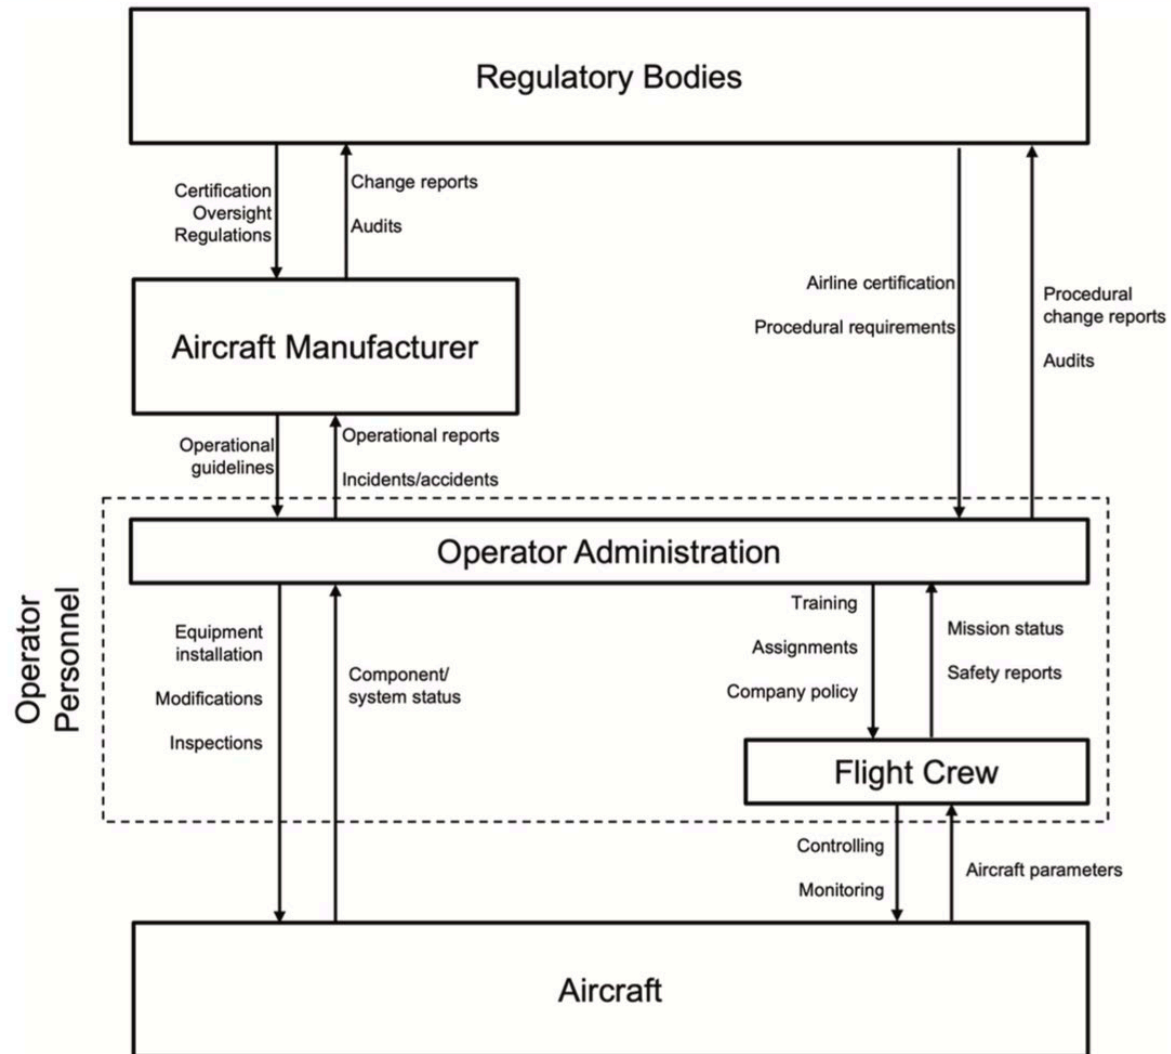 Regulatory Bodies
Certification
Oversight
Regulations
Change reports
Audits
Airline certification
Procedural requirements
Procedural
change reports
Audits
Aircraft Manufacturer
Operational
guidelines
Operational reports
Incidents/accidents
Operator
Personnel
Operator Administration
Equipment
installation
Modifications
Inspections
Component/
system status
Training
Assignments
Company policy
Mission status
Safety reports
Flight Crew
Controlling
Monitoring
Aircraft parameters
Aircraft